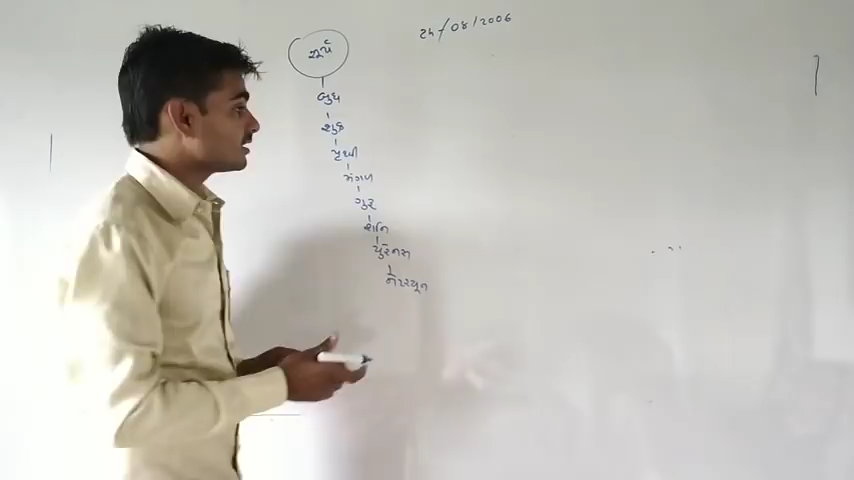 સૂર્ય
24/08/2006
બુધ
શુક્ર
પૃથ્વી
મંગળ
ગુરૂ
શનિ
યુરેનસ
નેપ્ચ્યૂન